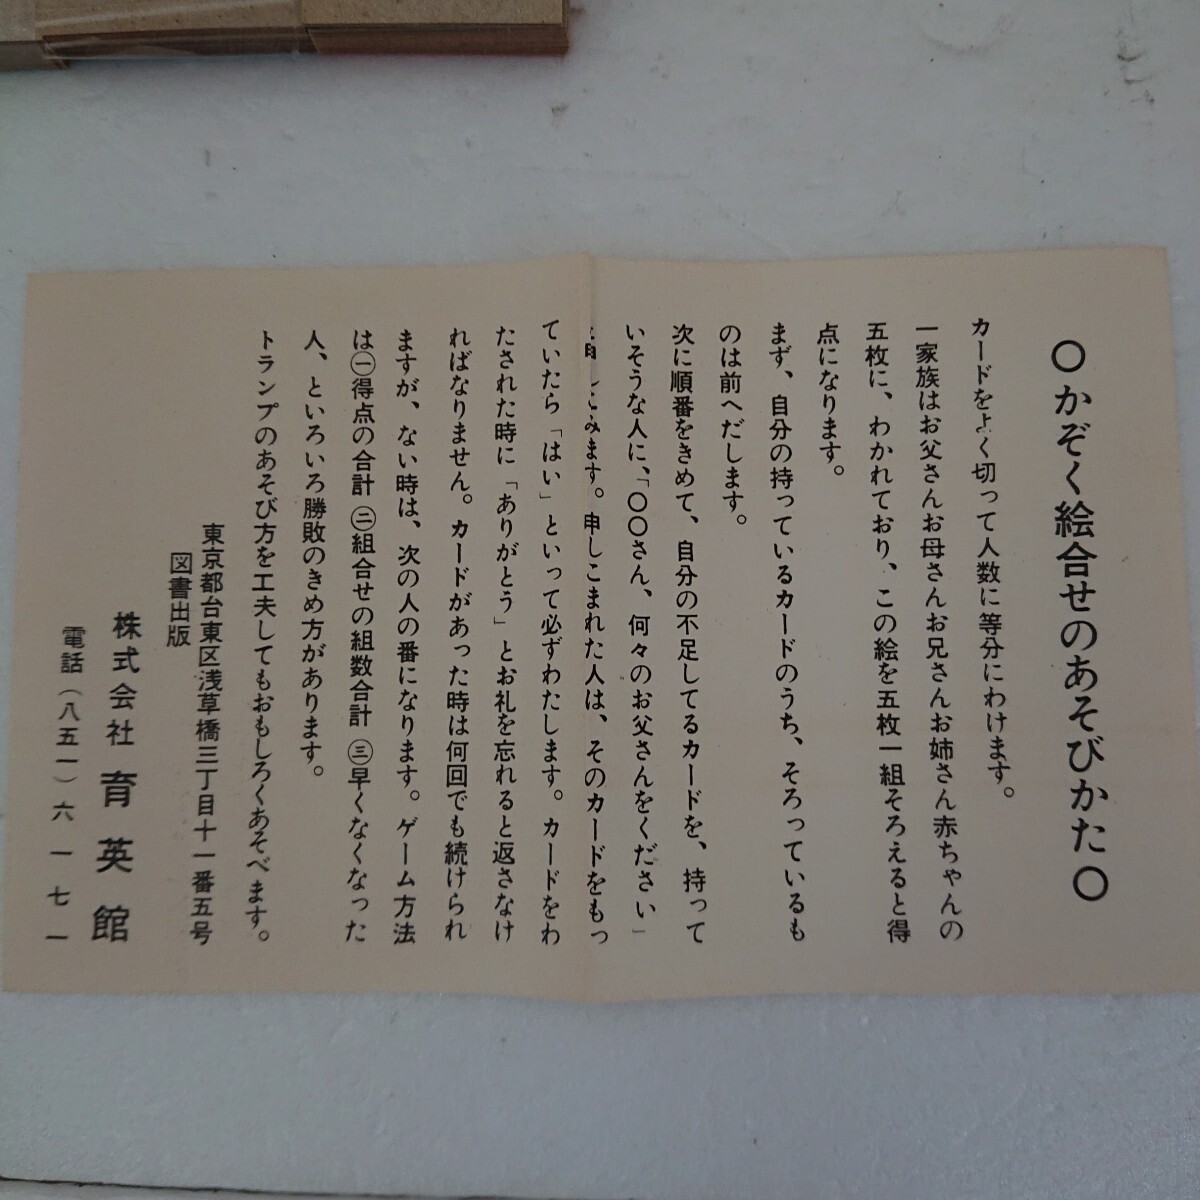 ○かぞく絵合せのあそびかた○
カードをよく切って人数に等分にわけます。
一家族はお父さんお母さんお兄さんお姉さん赤ちゃんの
五枚に、わかれており、この絵を五枚一組そろえると得
点になります。
まず、自分の持っているカードのうち、そろっているも
のは前へだします。
次に順番をきめて、自分の不足してるカードを、持って
いそうな人に、「○○さん、何々のお父さんをください」
と申しこみます。申しこまれた人は、そのカードをもっ
ていたら「はい」といって必ずわたします。カードをわ
たされた時に「ありがとう」とお礼を忘れると返さなけ
ればなりません。カードがあった時は何回でも続けられ
ますが、ない時は、次の人の番になります。ゲーム方法
は㊀得点の合計 ㊁組合せの組数合計 ㊂早くなくなった
人、といろいろ勝敗のきめ方があります。
トランプのあそび方を工夫してもおもしろくあそべます。
東京都台東区浅草橋三丁目十一番五号
図書出版
株式会社 育英館
電話(八五一)六一七一